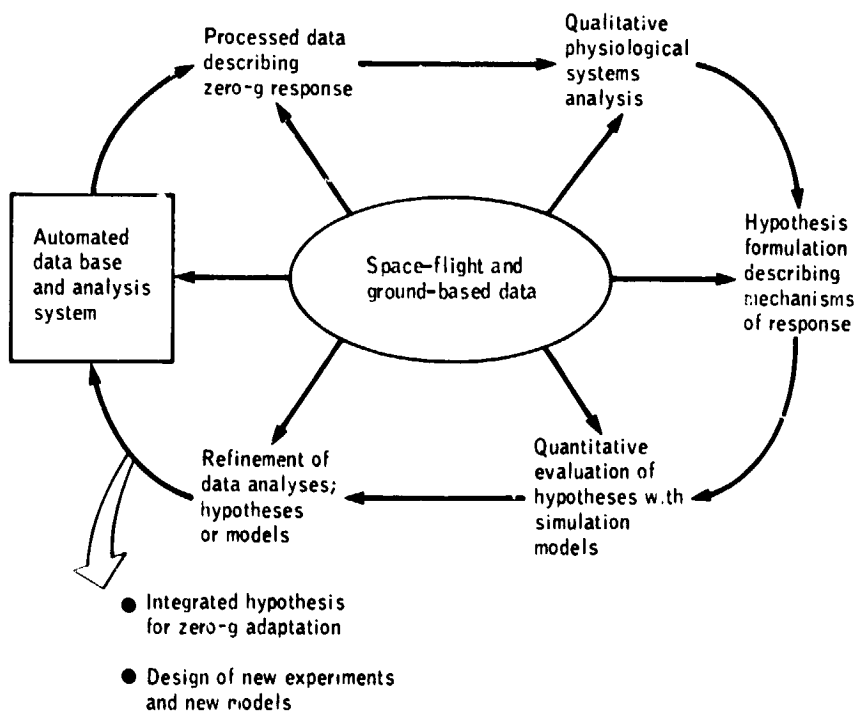 Processed data
describing
zero-g response
Qualitative
physiological
systems
analysis
Automated
data base
and analysis
system
Space-flight and
ground-based data
Hypothesis
formulation
describing
mechanisms
of response
Refinement of
data analyses;
hypotheses
or models
Quantitative
evaluation of
hypotheses w.th
simulation
models
● Integrated hypothesis
for zero-g adaptation
● Design of new experiments
and new models